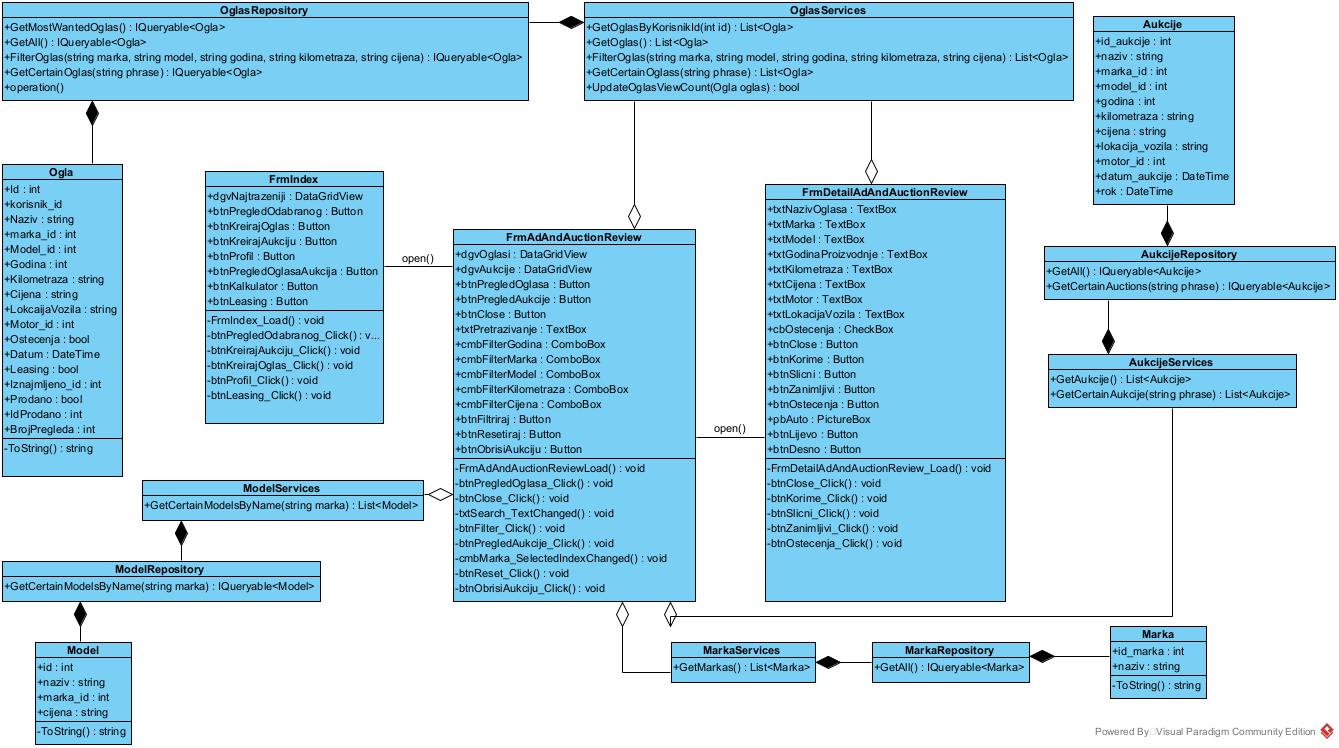 OglasRepository
+GetMostWantedOglas() : IQueryable<Ogla>
+GetAll() : IQueryable<Ogla>
+FilterOglas(string marka, string model, string godina, string kilometraza, string cijena) : IQueryable<Ogla>
+GetCertainOglas(string phrase) : IQueryable<Ogla>
+operation()
OglasServices
+GetOglasByKorisnikId(int id) : List<Ogla>
+GetOglas() : List<Ogla>
+FilterOglas(string marka, string model, string godina, string kilometraza, string cijena) : List<Ogla>
+GetCertainOglass(string phrase) : List<Ogla>
+UpdateOglasViewCount(Ogla oglas) : bool
Aukcije
+id_aukcije : int
+naziv : string
+marka_id : int
+model_id : int
+godina : int
+kilometraza : string
+cijena : string
+lokacija_vozila : string
+motor_id : int
+datum_aukcije : DateTime
+rok : DateTime
Ogla
+Id : int
+korisnik_id
+Naziv : string
+marka_id : int
+Model_id : int
+Godina : int
+Kilometraza : string
+Cijena : string
+LokcaijaVozila : string
+Motor_id : int
+Ostecenja : bool
+Datum : DateTime
+Leasing : bool
+Iznajmljeno_id : int
+Prodano : bool
+IdProdano : int
+BrojPregleda : int
-ToString() : string
FrmIndex
+dgvNajtrazeniji : DataGridView
+btnPregledOdabranog : Button
+btnKreirajOglas : Button
+btnKreirajAukciju : Button
+btnProfil : Button
+btnPregledOglasaAukcija : Button
+btnKalkulator : Button
+btnLeasing : Button
-FrmIndex_Load() : void
-btnPregledOdabranog_Click() : v...
-btnKreirajAukciju_Click() : void
-btnKreirajOglas_Click() : void
-btnProfil_Click() : void
-btnLeasing_Click() : void
open()
FrmAdAndAuctionReview
+dgvOglasi : DataGridView
+dgvAukcije : DataGridView
+btnPregledOglasa : Button
+btnPregledAukcije : Button
+btnClose : Button
+txtPretrazivanje : TextBox
+cmbFilterGodina : ComboBox
+cmbFilterMarka : ComboBox
+cmbFilterModel : ComboBox
+cmbFilterKilometraza : ComboBox
+cmbFilterCijena : ComboBox
+btnFiltriraj : Button
+btnResetiraj : Button
+btnObrisiAukciju : Button
-FrmAdAndAuctionReviewLoad() : void
-btnPregledOglasa_Click() : void
-btnClose_Click() : void
-txtSearch_TextChanged() : void
-btnFilter_Click() : void
-btnPregledAukcije_Click() : void
-cmbMarka_SelectedIndexChanged() : void
-btnReset_Click() : void
-btnObrisiAukciju_Click() : void
open()
FrmDetailAdAndAuctionReview
+txtNazivOglasa : TextBox
+txtMarka : TextBox
+txtModel : TextBox
+txtGodinaProizvodnje : TextBox
+txtKilometraza : TextBox
+txtCijena : TextBox
+txtMotor : TextBox
+txtLokacijaVozila : TextBox
+cbOstecenja : CheckBox
+btnClose : Button
+btnKorime : Button
+btnSlicni : Button
+btnZanimljivi : Button
+btnOstecenja : Button
+pbAuto : PictureBox
+btnLijevo : Button
+btnDesno : Button
-FrmDetailAdAndAuctionReview_Load() : void
-btnClose_Click() : void
-btnKorime_Click() : void
-btnSlicni_Click() : void
-btnZanimljivi_Click() : void
-btnOstecenja_Click() : void
AukcijeRepository
+GetAll() : IQueryable<Aukcije>
+GetCertainAuctions(string phrase) : IQueryable<Aukcije>
AukcijeServices
+GetAukcije() : List<Aukcije>
+GetCertainAukcije(string phrase) : List<Aukcije>
ModelServices
+GetCertainModelsByName(string marka) : List<Model>
ModelRepository
+GetCertainModelsByName(string marka) : IQueryable<Model>
Model
+id : int
+naziv : string
+marka_id : int
+cijena : string
-ToString() : string
MarkaServices
+GetMarkas() : List<Marka>
MarkaRepository
+GetAll() : IQueryable<Marka>
Marka
+id_marka : int
+naziv : string
-ToString() : string
Powered By Visual Paradigm Community Edition